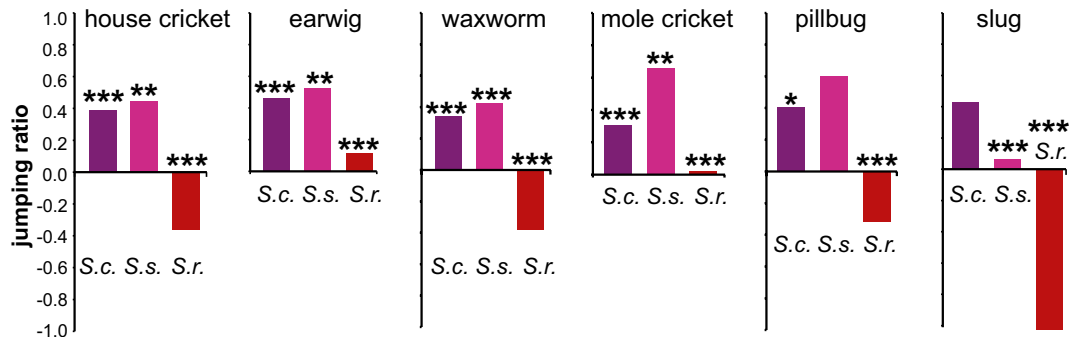 house cricket
earwig
waxworm
mole cricket
pillbug
slug
jumping ratio
1.0
0.8
0.6
0.4
0.2
0.0
-0.2
-0.4
-0.6
-0.8
-1.0
*** ** ***
S.c. S.s. S.r.
*** ** ***
S.c. S.s. S.r.
*** *** ***
S.c. S.s. S.r.
*** ** ***
S.c. S.s. S.r.
* ***
S.c. S.s. S.r.
*** ***
S.r.
S.c. S.s.